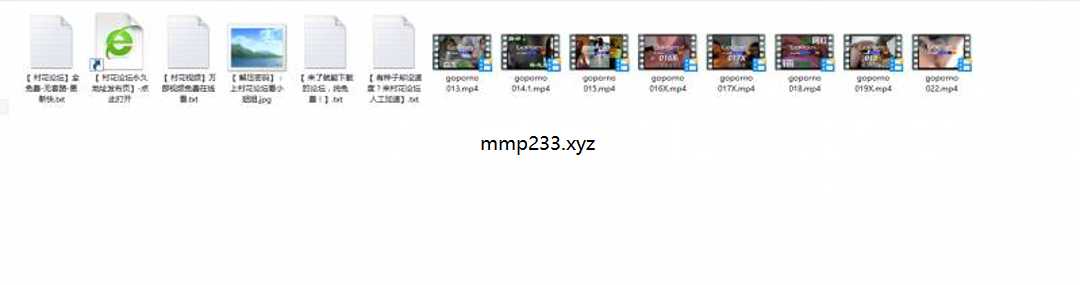 【 村花论坛】全
免费-无套路-更
新快.txt
【 村花论坛永久
地址发布页】-点
此打开
【村花视频】万
部视频免费在线
看.txt
【 解压密码】：
上村花论坛看小
姐姐.jpg
【 来了就能下载
的论坛，纯免
费！】.txt
【 有种子却没速
度？来村花论坛
人工加速】.txt
goporno
013.mp4
goporno
014.1.mp4
goporno
015.mp4
goporno
016X.mp4
goporno
017X.mp4
goporno
018.mp4
goporno
019X.mp4
goporno
022.mp4
mmp233.xyz